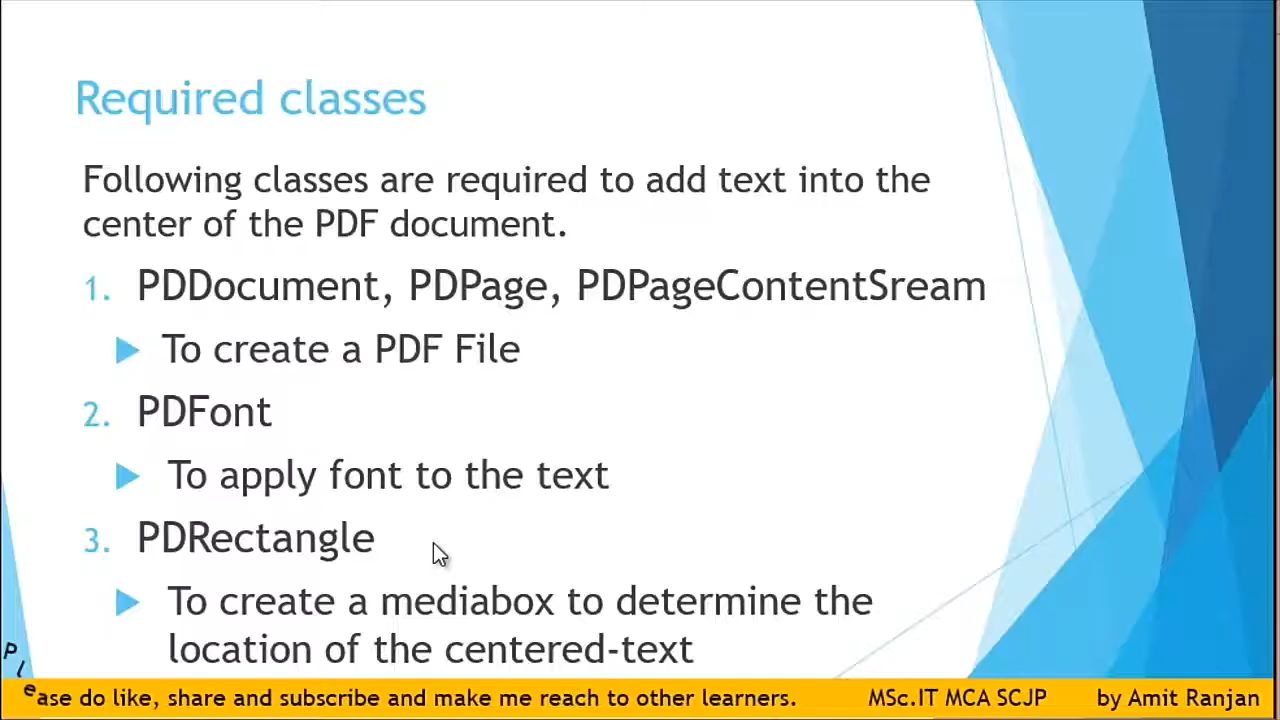 Required classes
Following classes are required to add text into the
center of the PDF document.
1. PDDocument, PDPage, PDPageContentSream
To create a PDF File
2. PDFont
To apply font to the text
3. PDRectangle
To create a mediabox to determine the
location of the centered-text
Please do like, share and subscribe and make me reach to other learners. MSc.IT MCA SCJP by Amit Ranjan